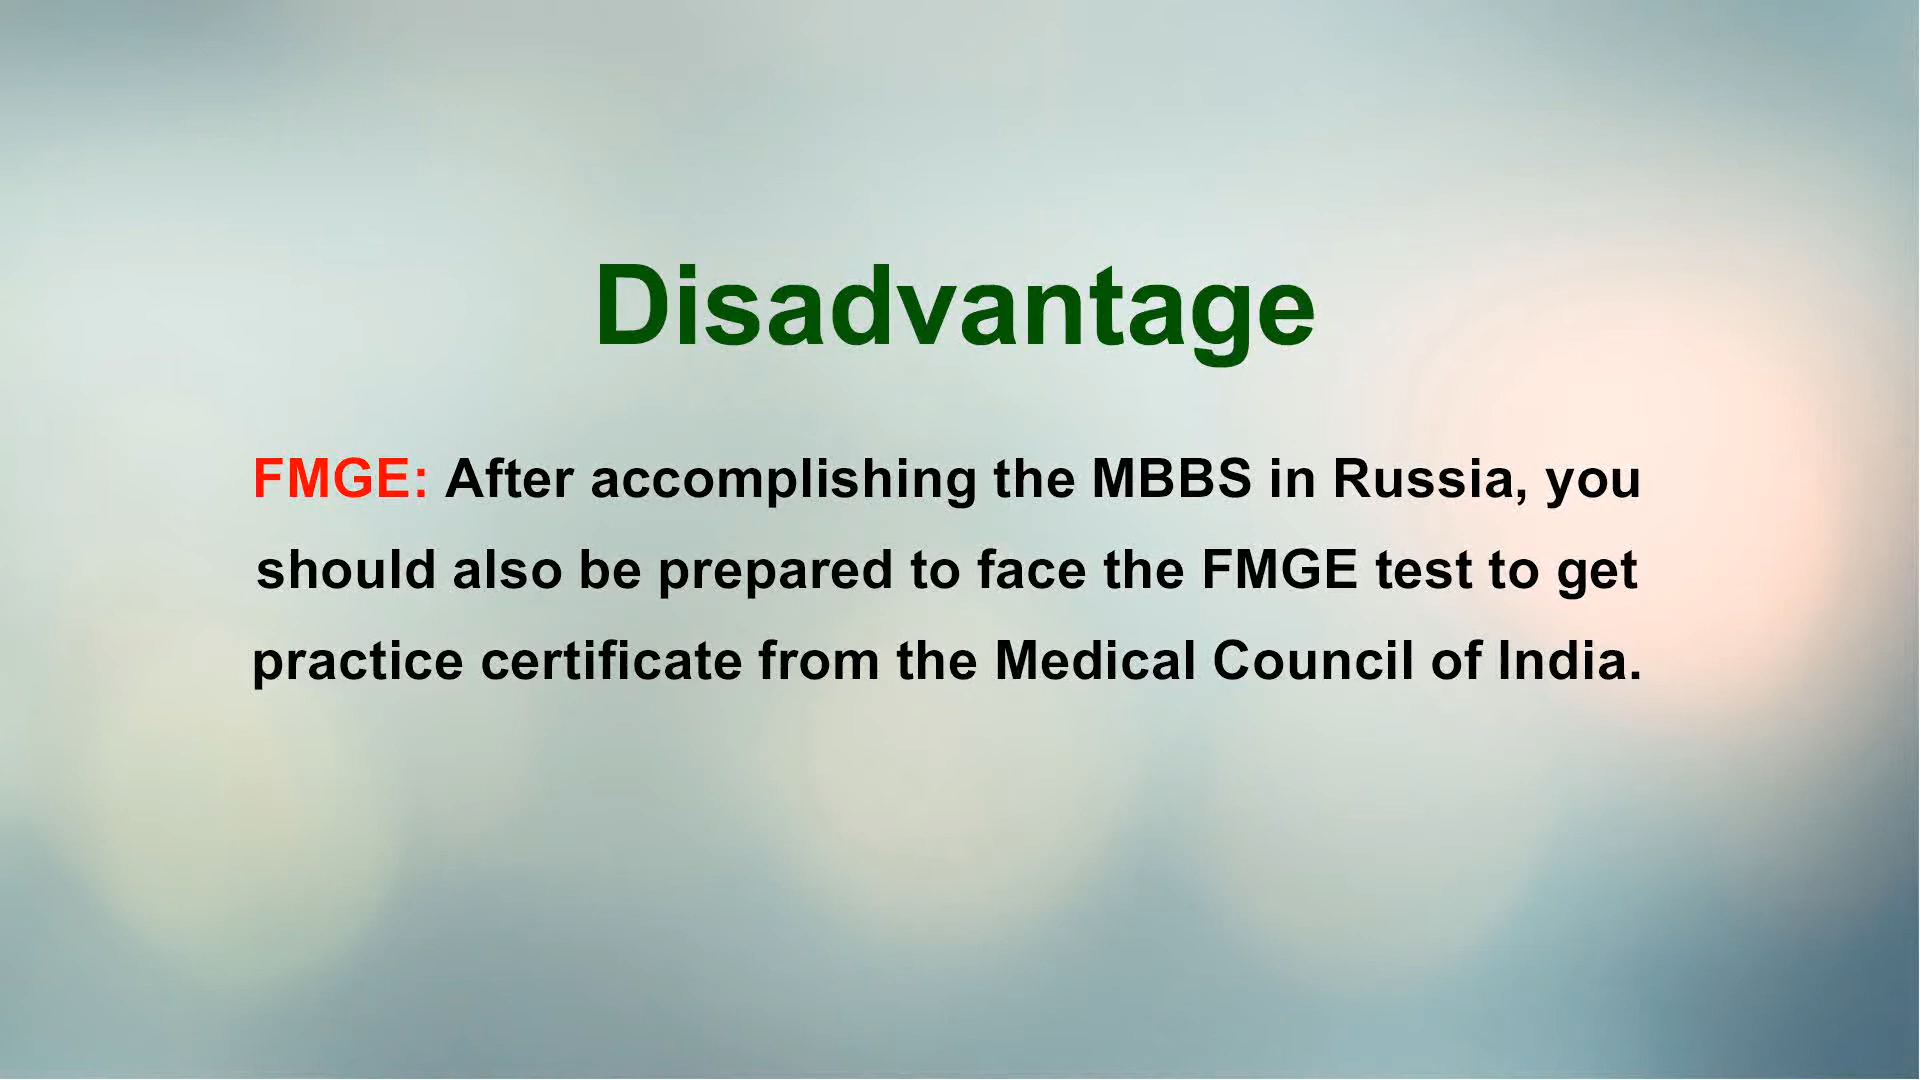 Disadvantage
FMGE: After accomplishing the MBBS in Russia, you
should also be prepared to face the FMGE test to get
practice certificate from the Medical Council of India.